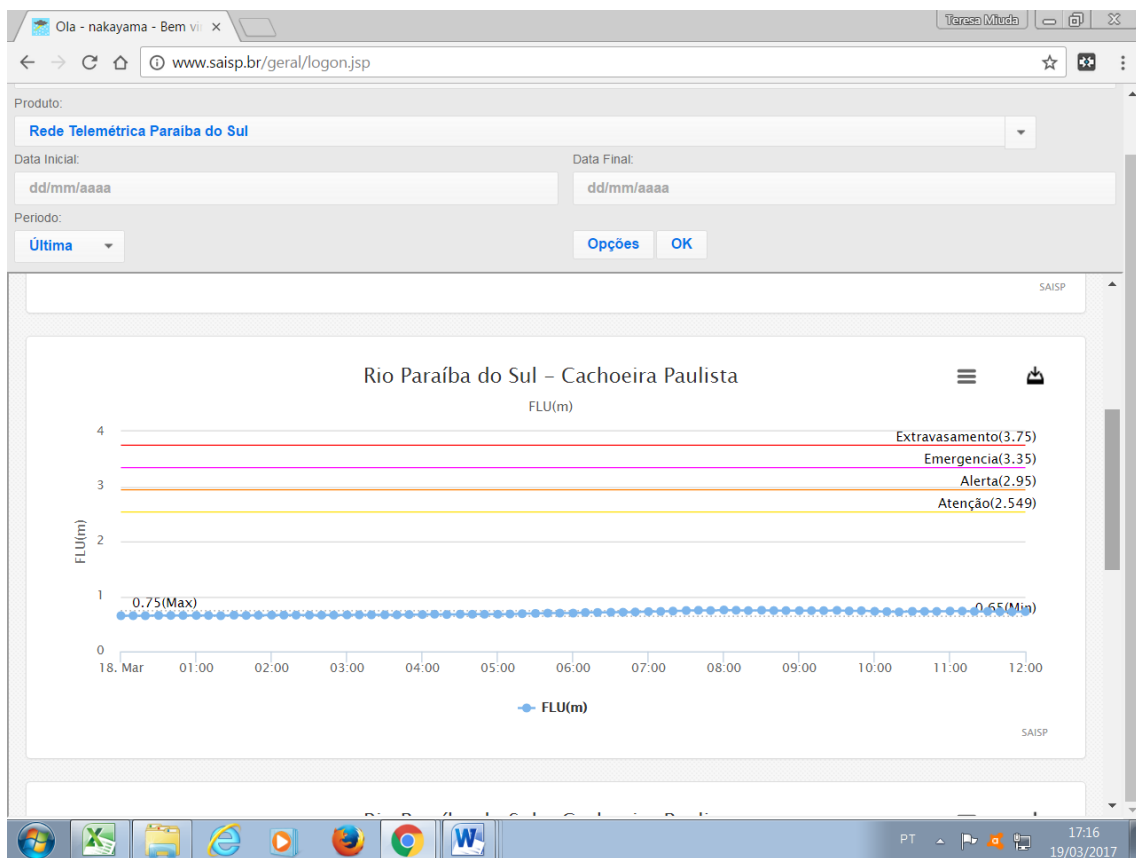 Ola - nakayama - Bem vi
Teresa Miuda
www.saisp.br/geral/logon.jsp
Produto:
Rede Telemétrica Paraíba do Sul
Data Inicial: Data Final:
dd/mm/aaaa dd/mm/aaaa
Periodo:
Última Opções OK
SAISP
Rio Paraíba do Sul – Cachoeira Paulista
FLU(m)
4
Extravasamento(3.75)
Emergencia(3.35)
3
Alerta(2.95)
Atenção(2.549)
FLU(m)
2
1
0.75(Max) 0.65(Min)
0
18. Mar 01:00 02:00 03:00 04:00 05:00 06:00 07:00 08:00 09:00 10:00 11:00 12:00
FLU(m)
SAISP
PT
17:16
19/03/2017